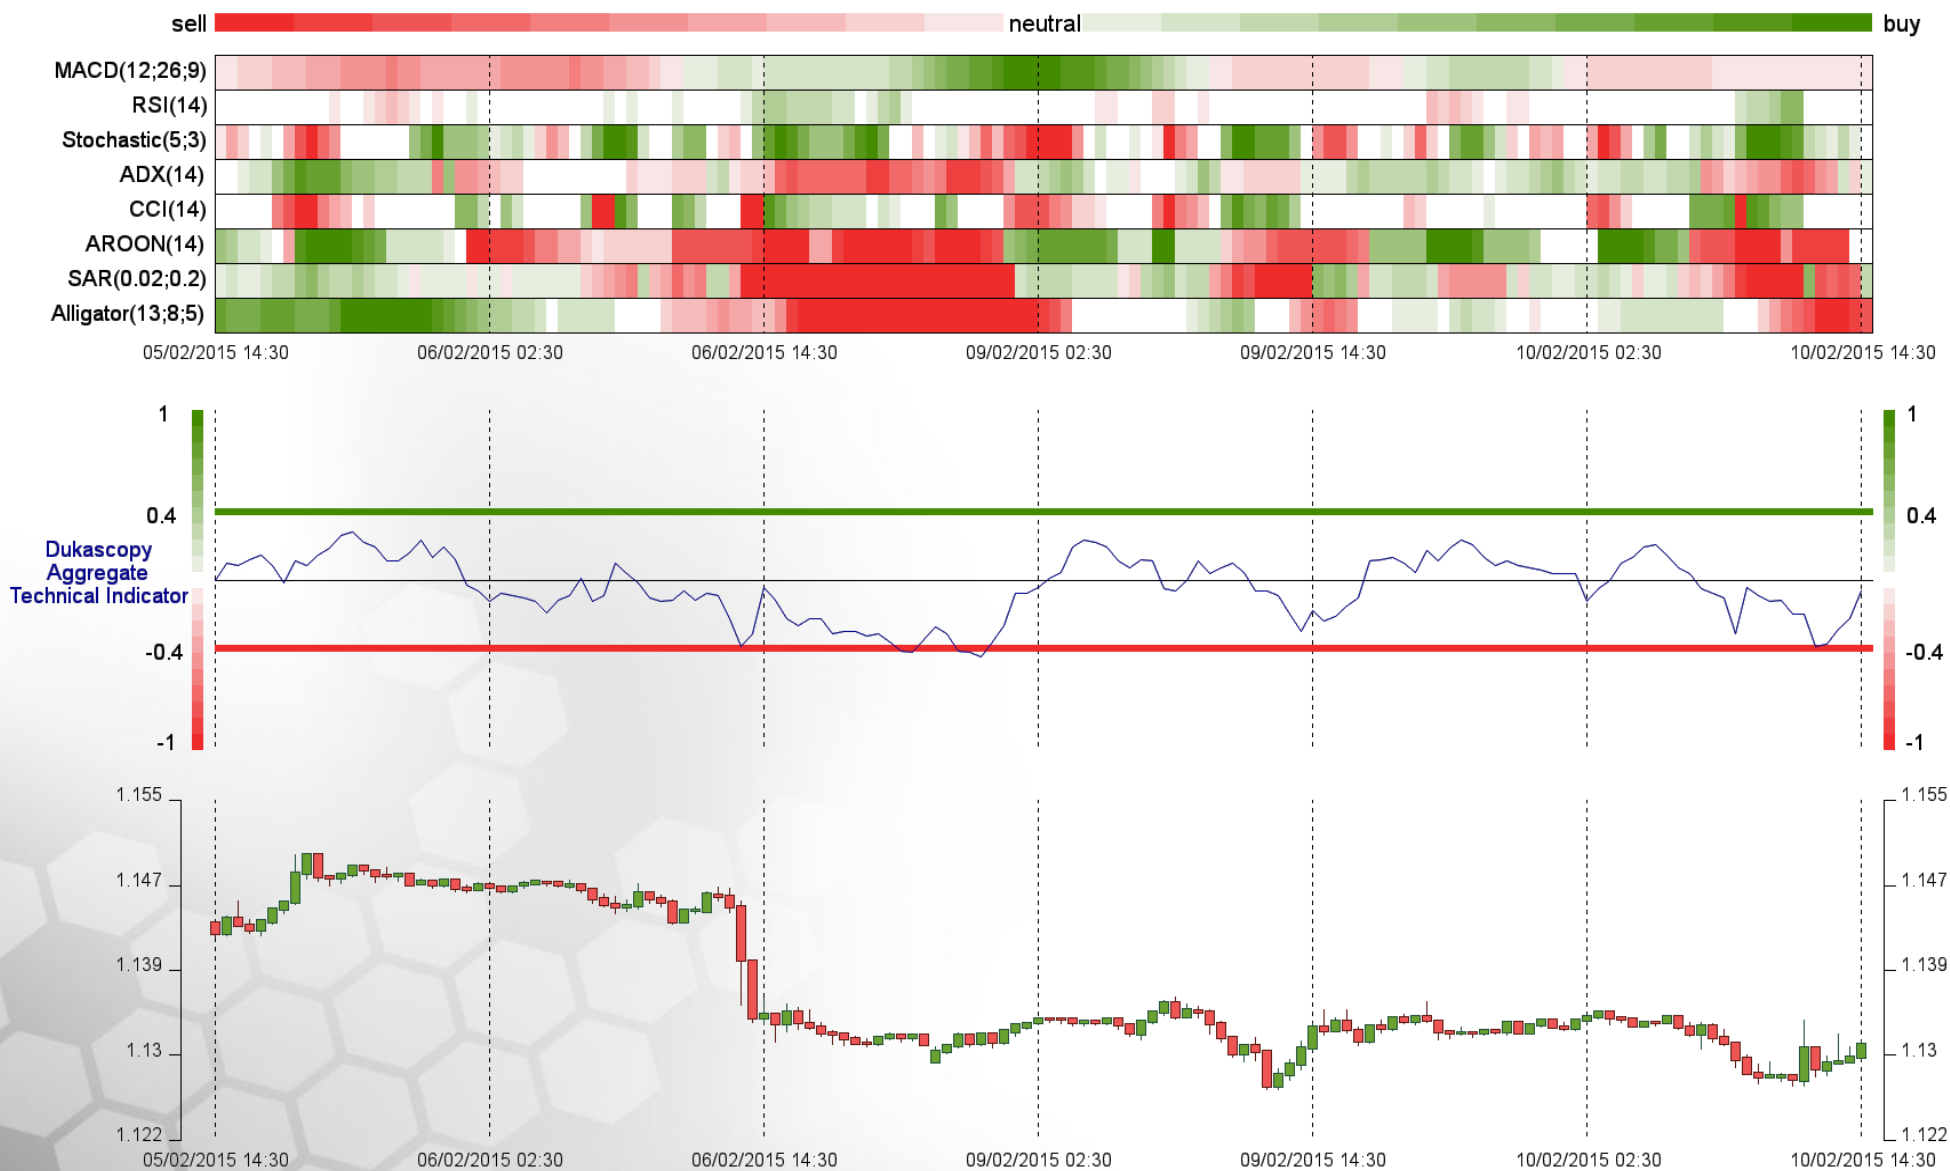 sell neutral buy
MACD(12;26;9)
RSI(14)
Stochastic(5;3)
ADX(14)
CCI(14)
AROON(14)
SAR(0.02;0.2)
Alligator(13;8;5)
05/02/2015 14:30 06/02/2015 02:30 06/02/2015 14:30 09/02/2015 02:30 09/02/2015 14:30 10/02/2015 02:30 10/02/2015 14:30
1 1
0.4 0.4
Dukascopy
Aggregate
Technical Indicator
-0.4 -0.4
-1 -1
1.155 1.155
1.147 1.147
1.139 1.139
1.13 1.13
1.122 1.122
05/02/2015 14:30 06/02/2015 02:30 06/02/2015 14:30 09/02/2015 02:30 09/02/2015 14:30 10/02/2015 02:30 10/02/2015 14:30